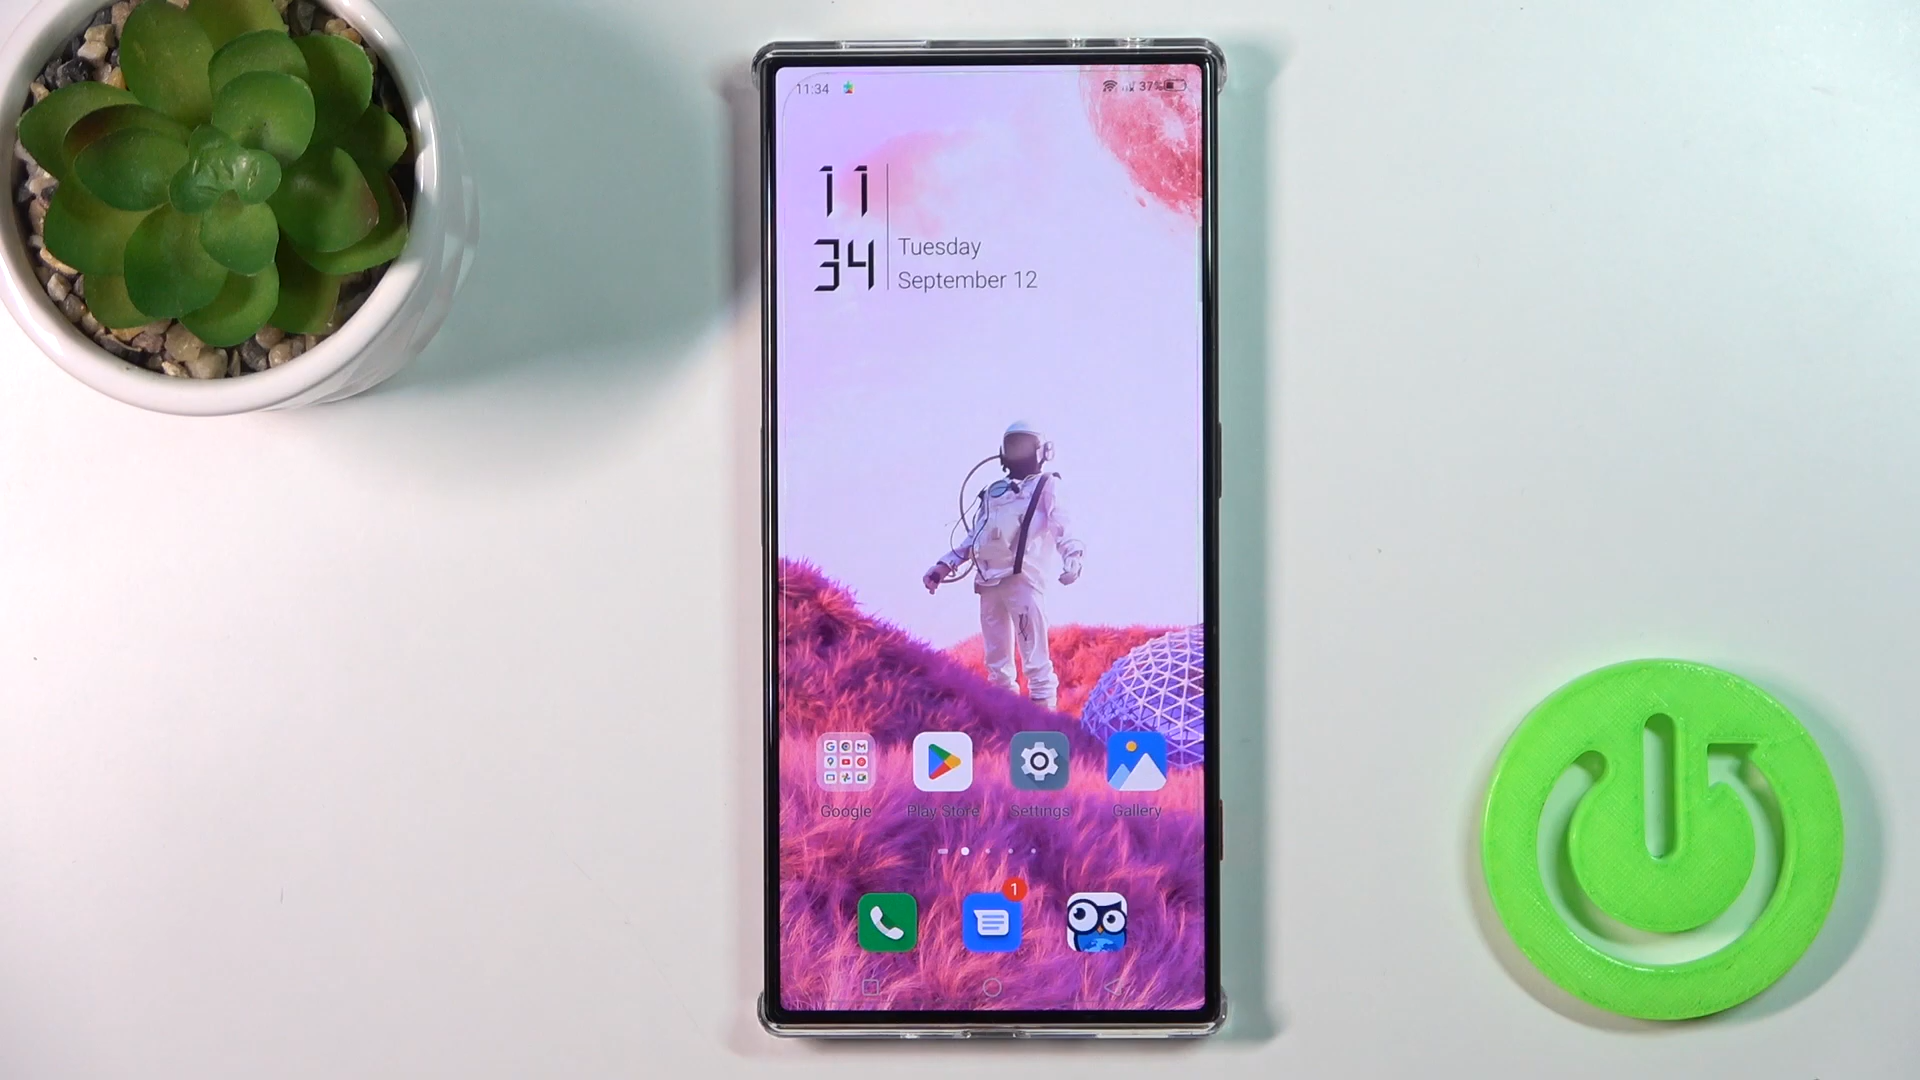 11:34
37%
11
34
Tuesday
September 12
Google
Play Store
Settings
Gallery
1